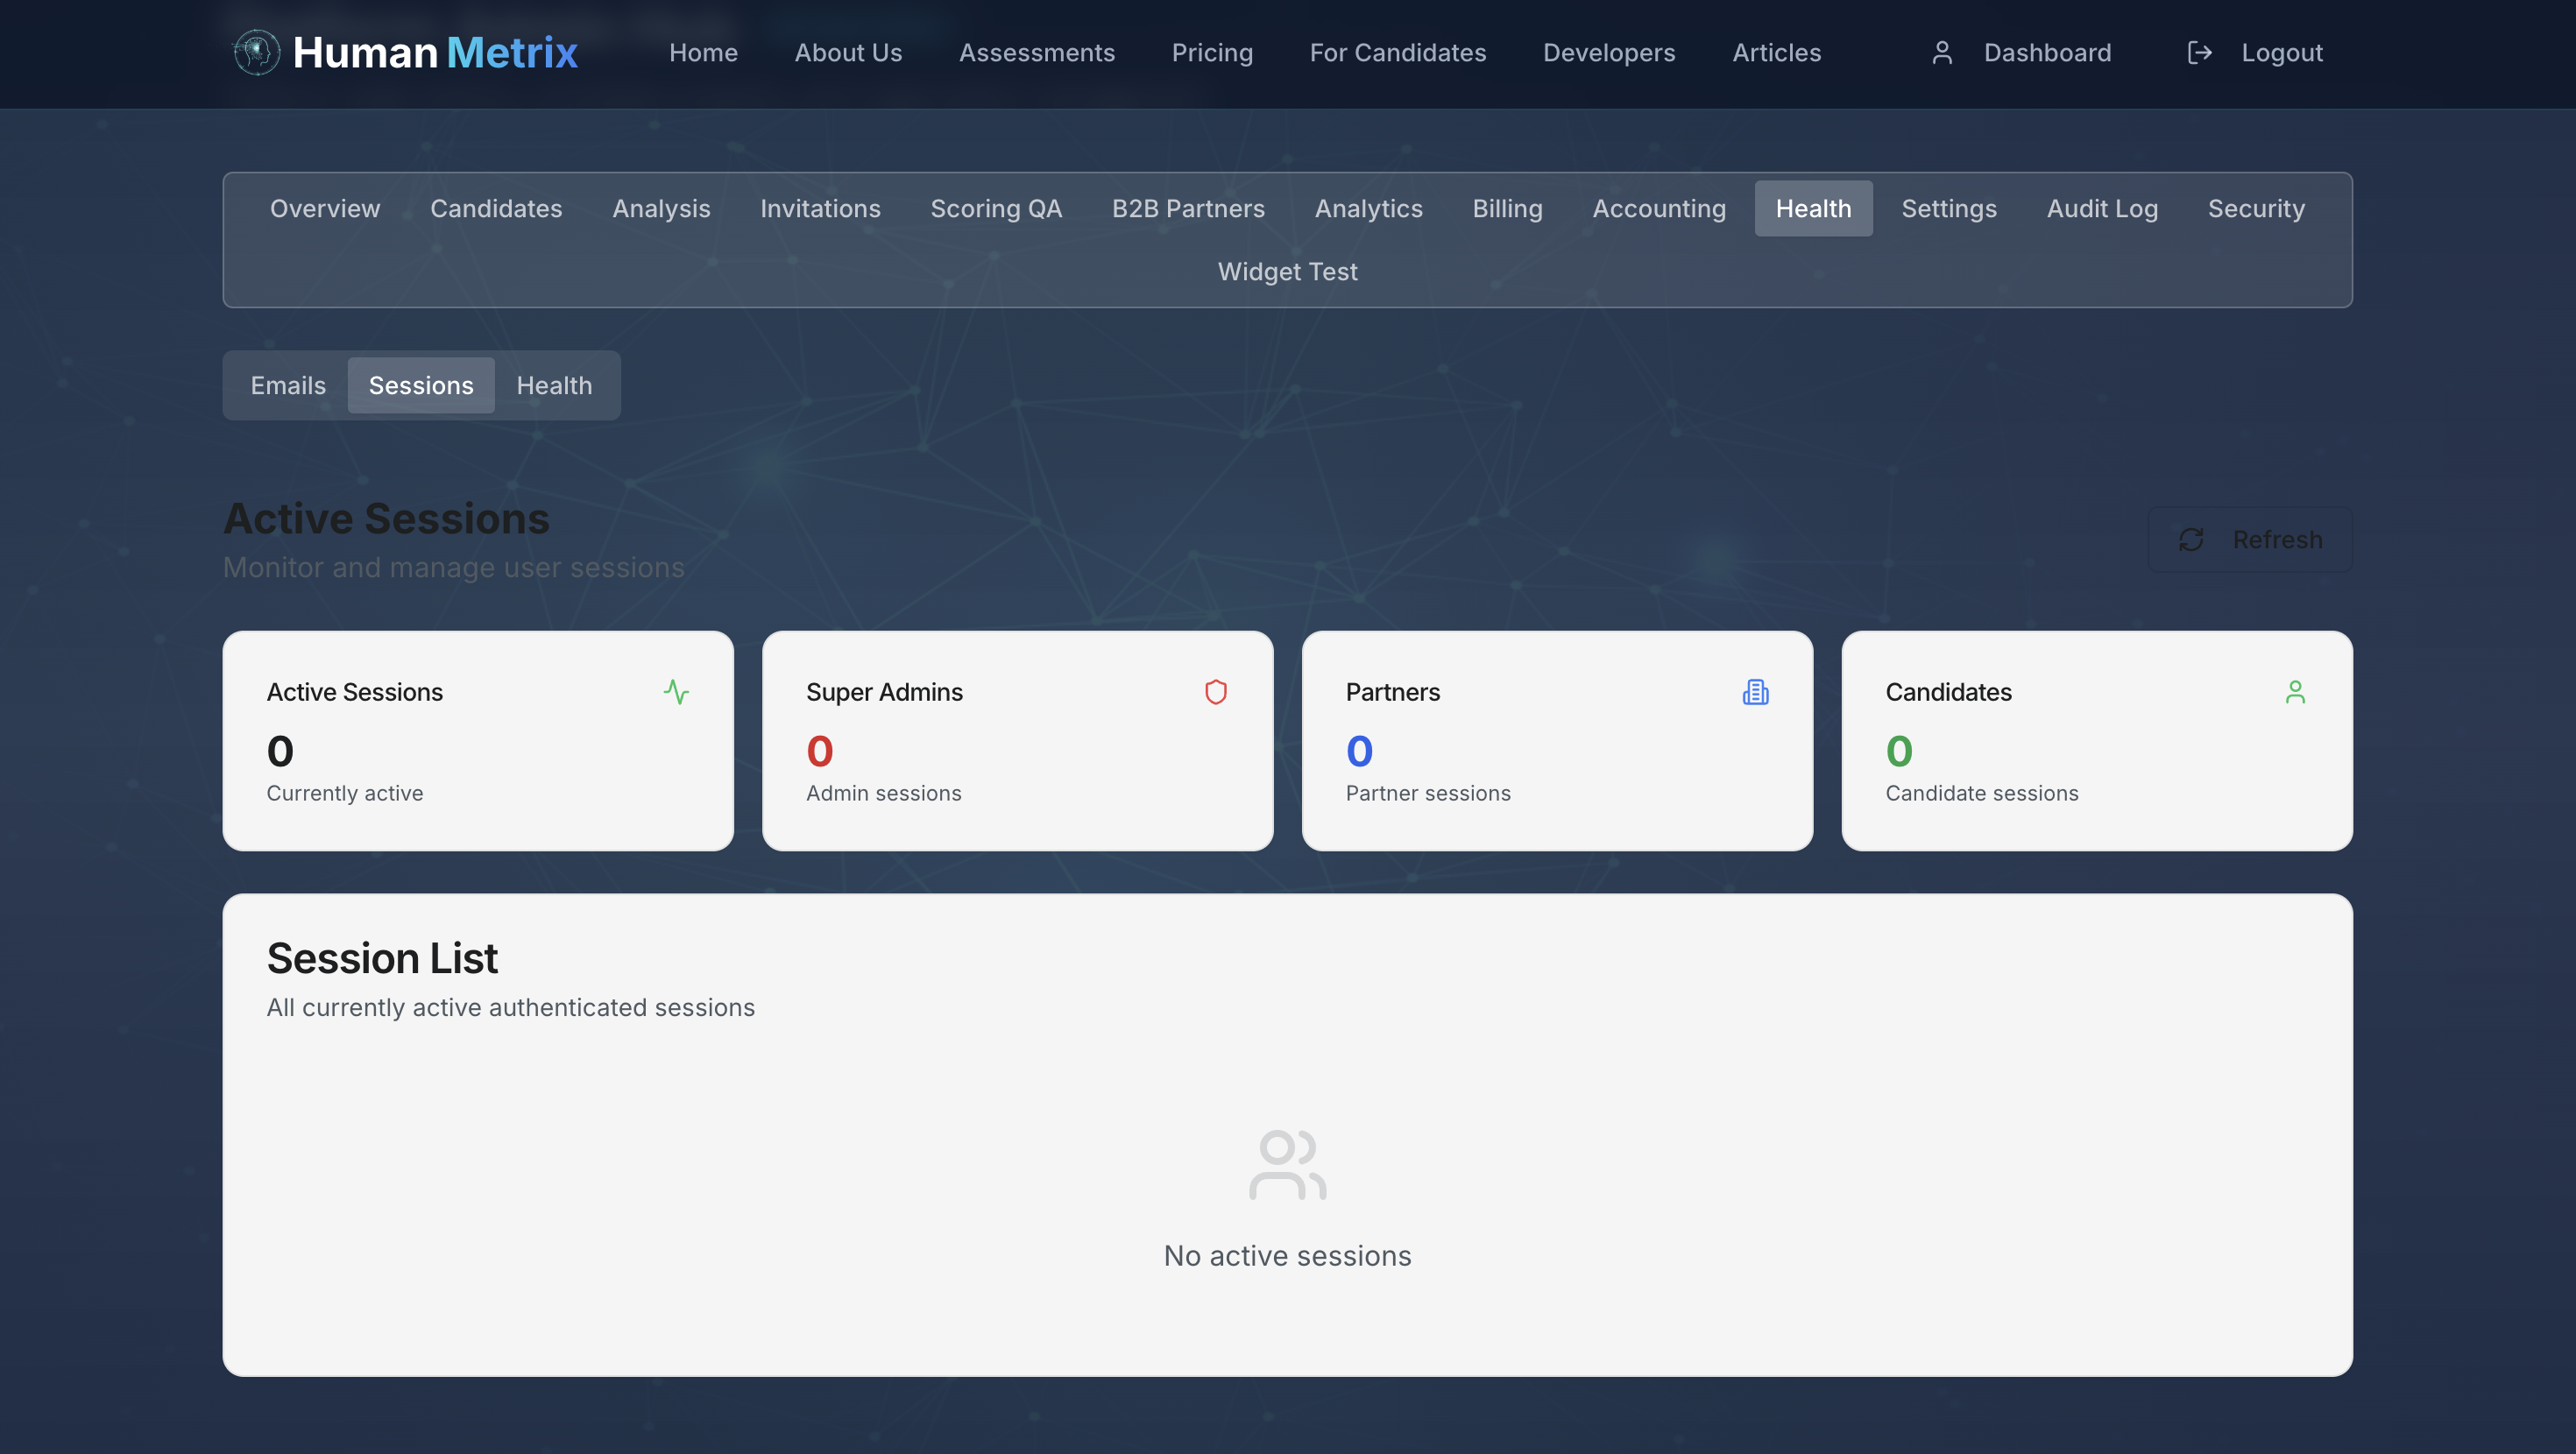 Human Metrix
Home About Us Assessments Pricing For Candidates Developers Articles Dashboard Logout
Overview Candidates Analysis Invitations Scoring QA B2B Partners Analytics Billing Accounting Health Settings Audit Log Security
Widget Test
Emails Sessions Health
Active Sessions
Monitor and manage user sessions
Refresh
Active Sessions
0
Currently active
Super Admins
0
Admin sessions
Partners
0
Partner sessions
Candidates
0
Candidate sessions
Session List
All currently active authenticated sessions
No active sessions